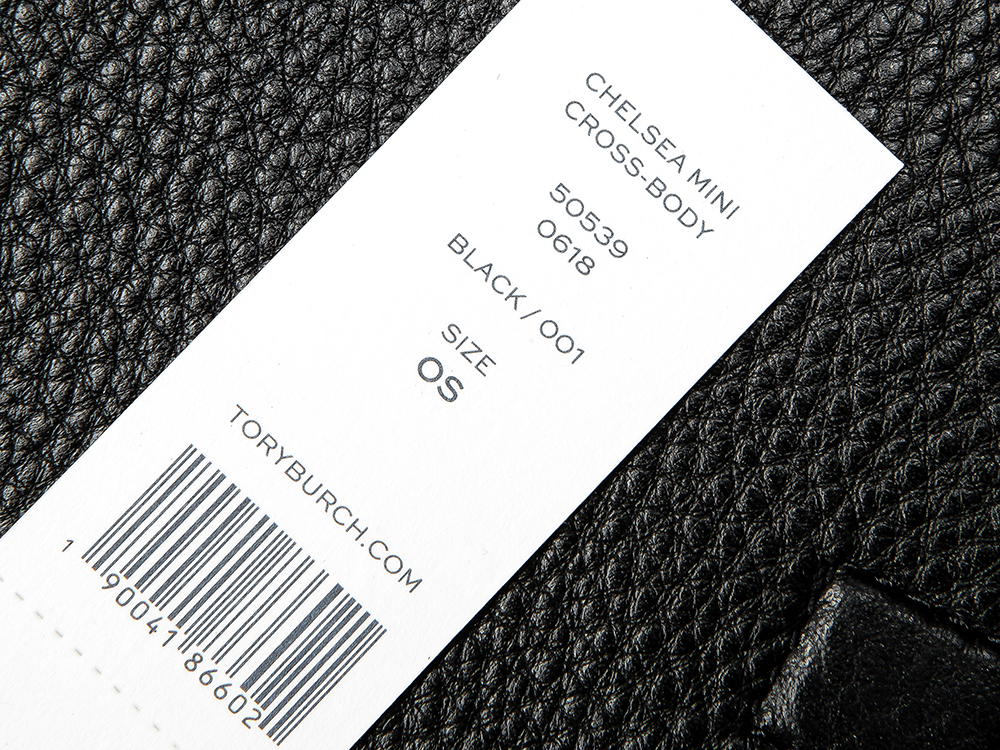 CHELSEA MINI
CROSS-BODY
50539
0618
BLACK / 001
SIZE
OS
TORYBURCH.COM
1 90041 86602